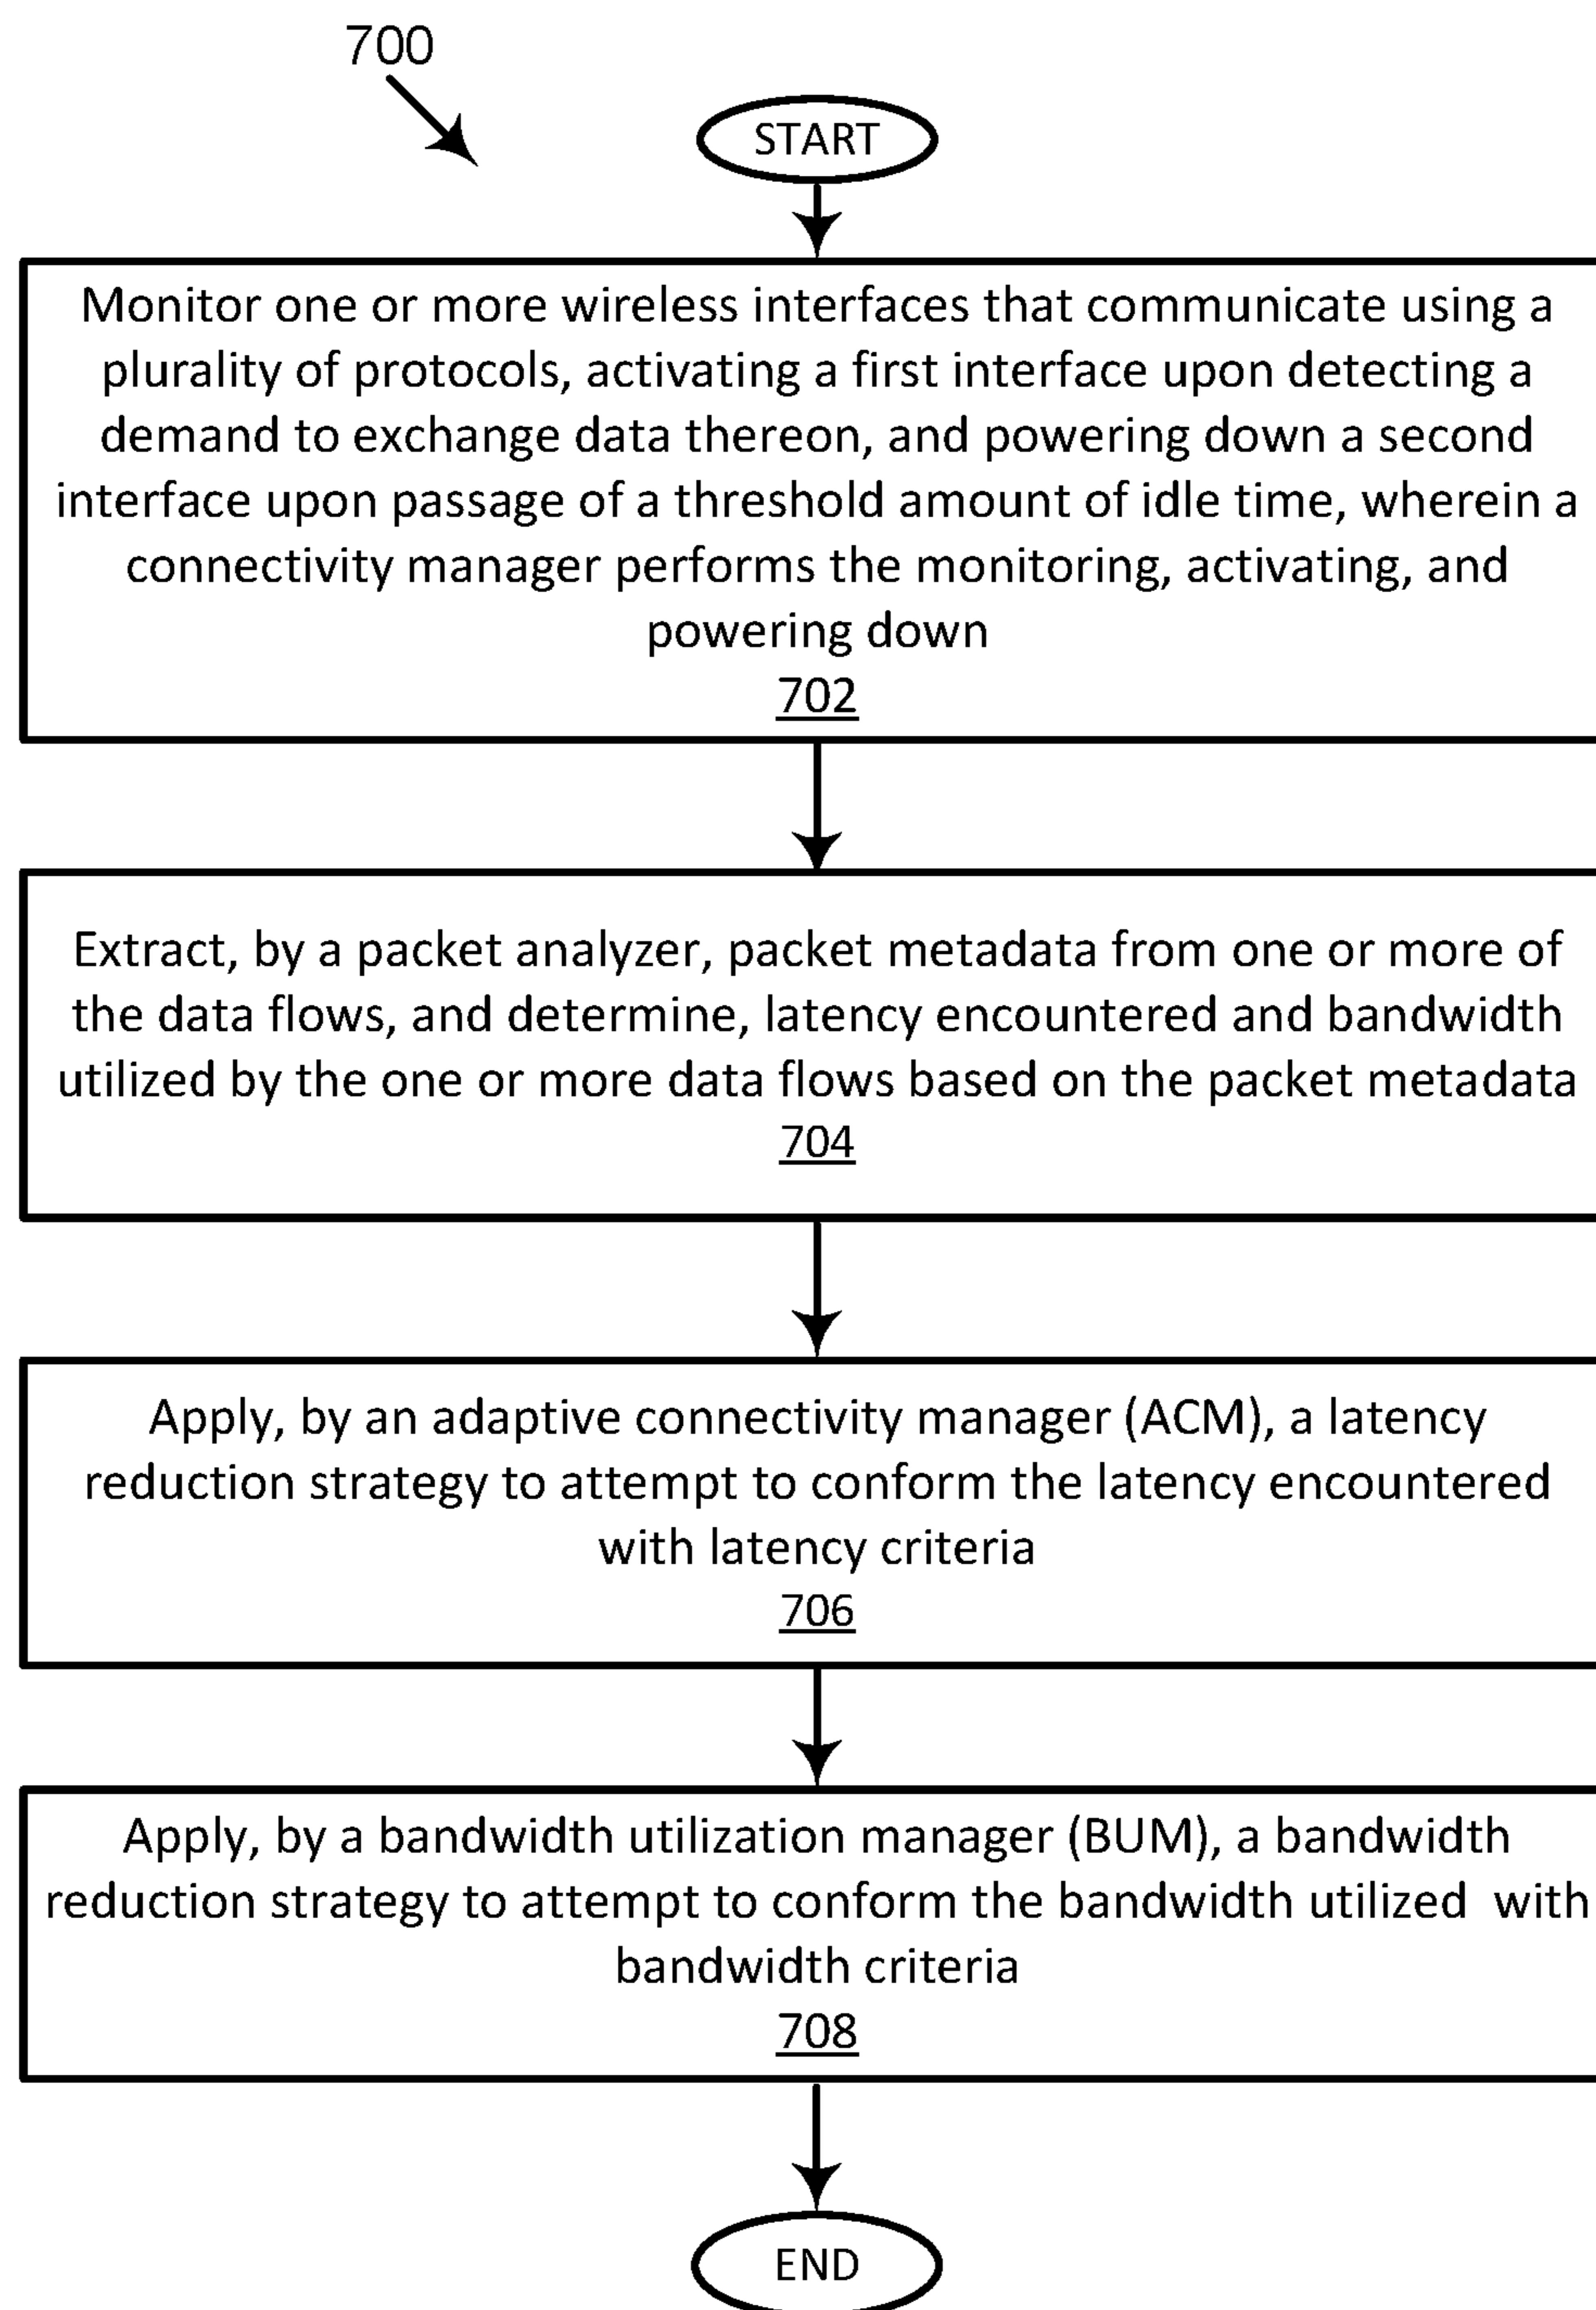 700
START
Monitor one or more wireless interfaces that communicate using a
plurality of protocols, activating a first interface upon detecting a
demand to exchange data thereon, and powering down a second
interface upon passage of a threshold amount of idle time, wherein a
connectivity manager performs the monitoring, activating, and
powering down
702
Extract, by a packet analyzer, packet metadata from one or more of
the data flows, and determine, latency encountered and bandwidth
utilized by the one or more data flows based on the packet metadata
704
Apply, by an adaptive connectivity manager (ACM), a latency
reduction strategy to attempt to conform the latency encountered
with latency criteria
706
Apply, by a bandwidth utilization manager (BUM), a bandwidth
reduction strategy to attempt to conform the bandwidth utilized with
bandwidth criteria
708
END